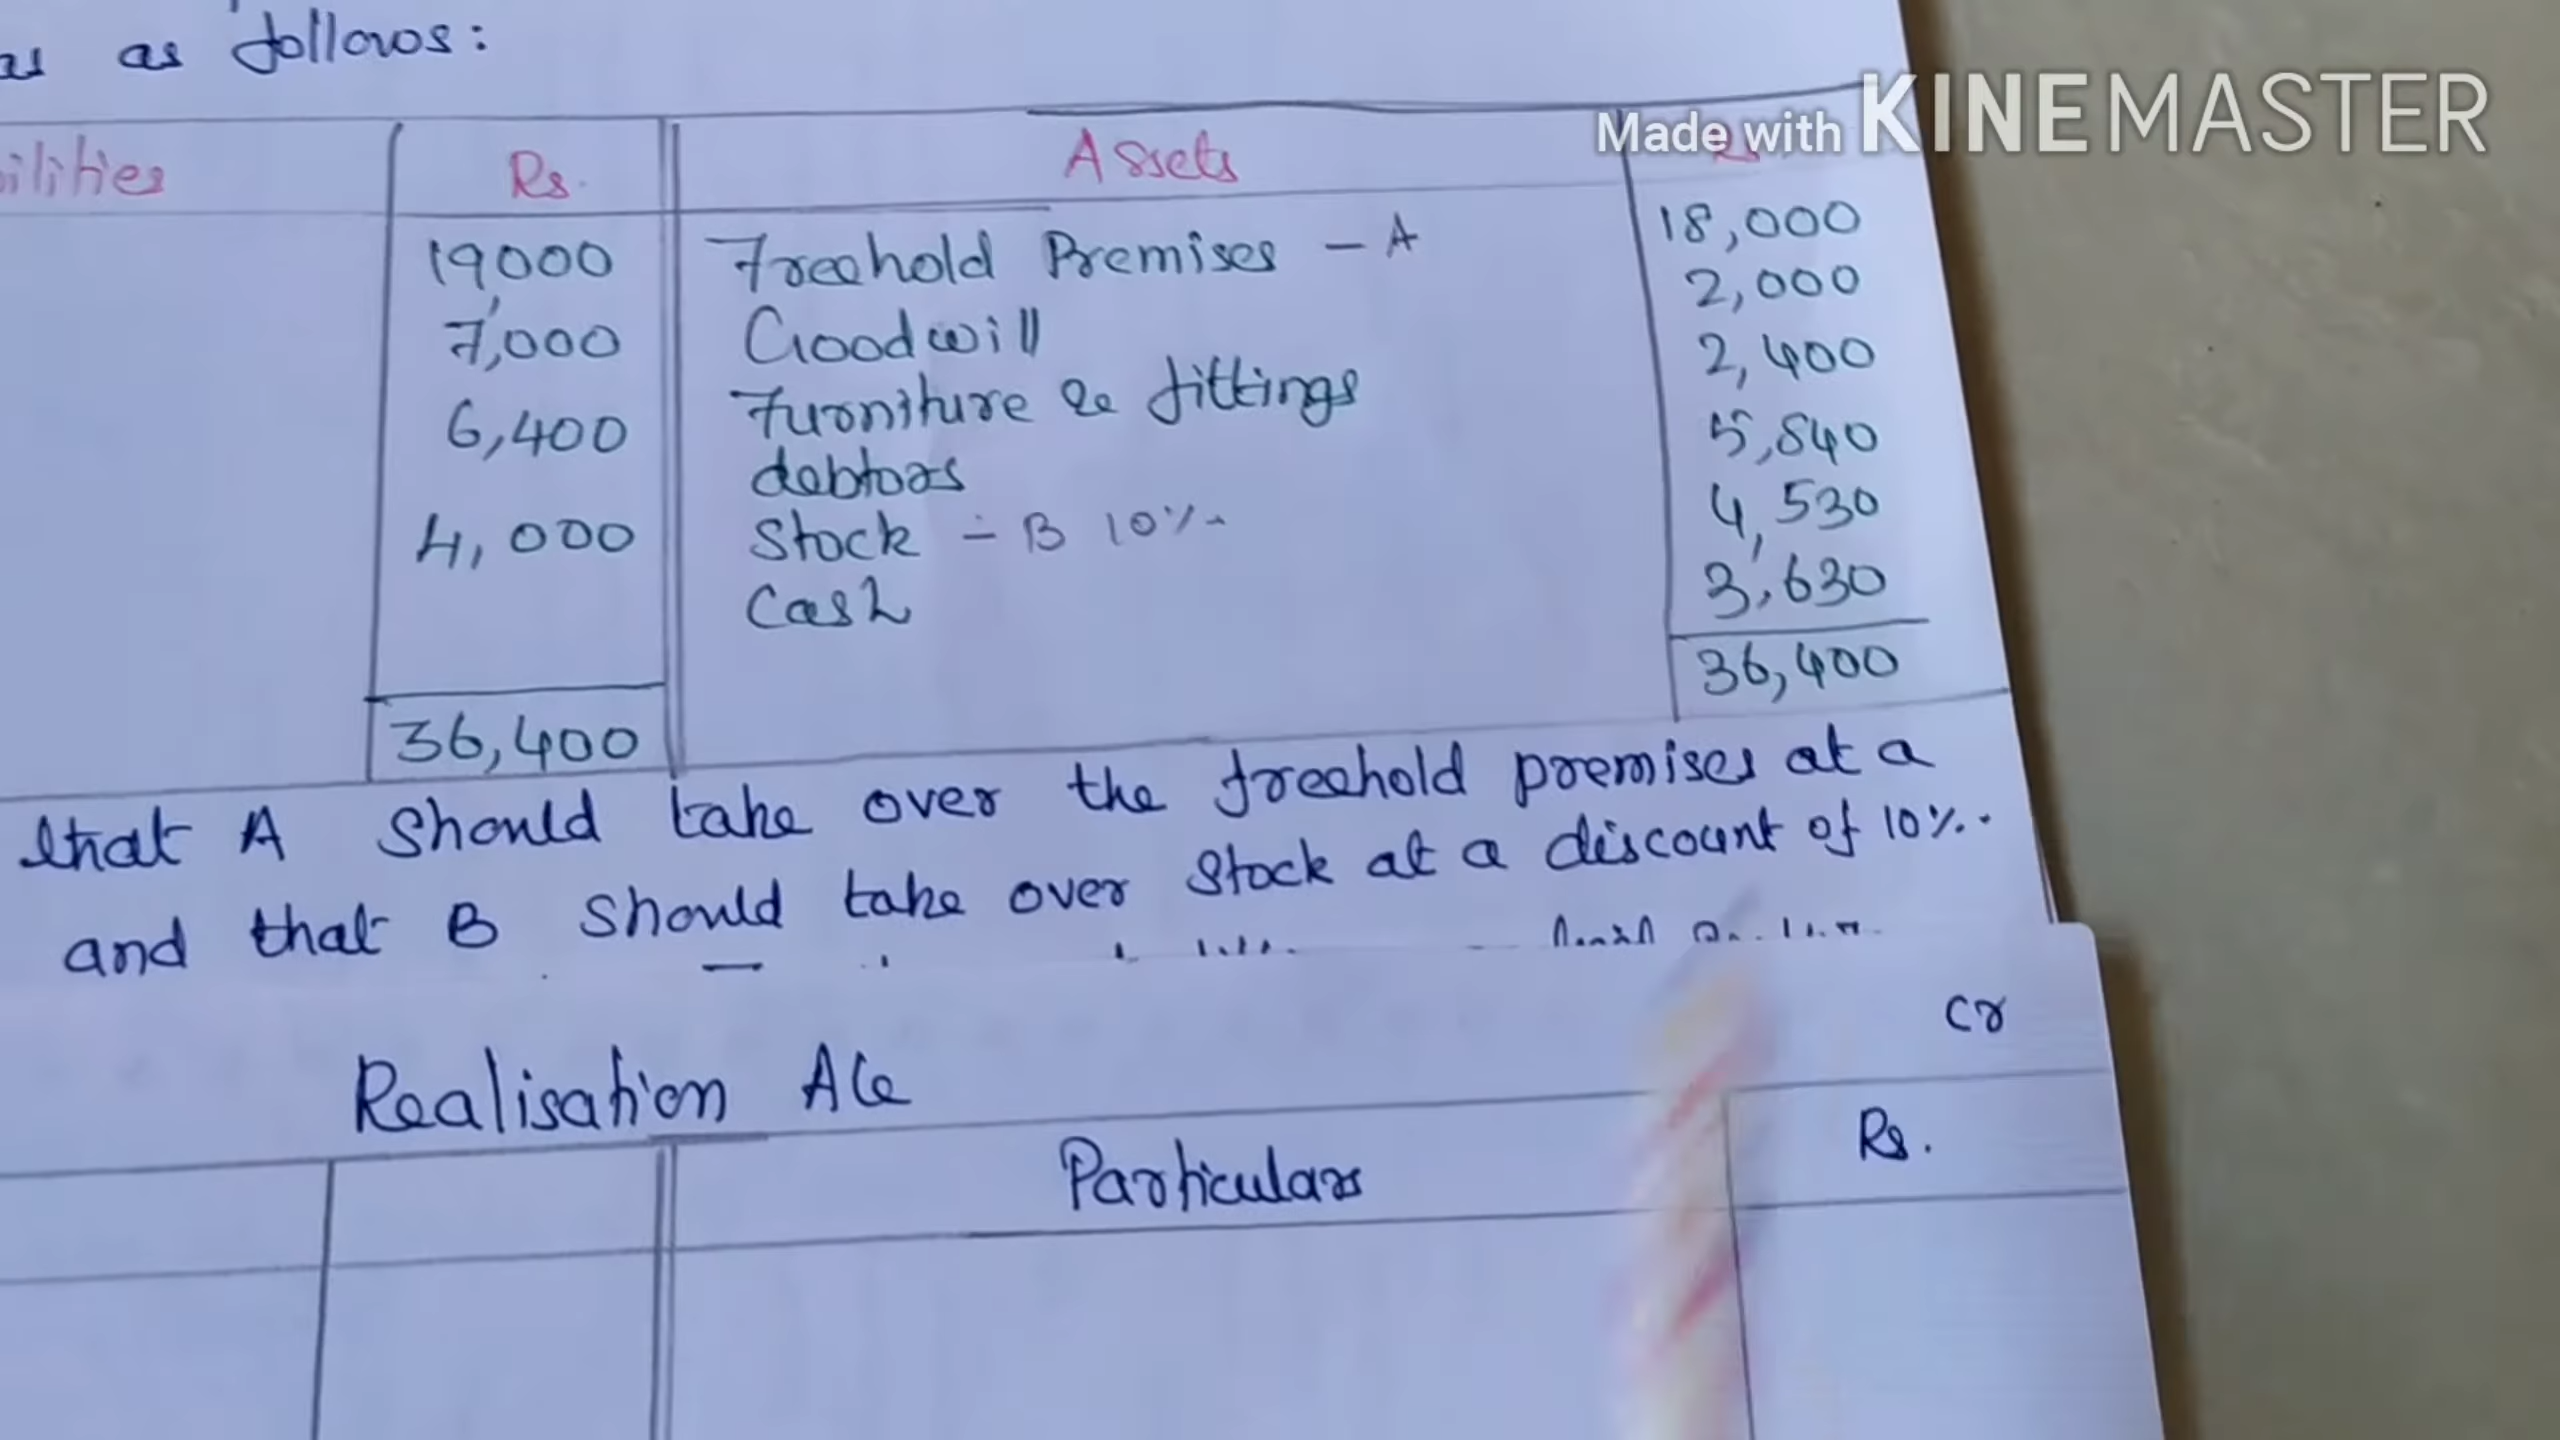 as as follows:
Made with KINEMASTER
ilities Rs. Assets Rs
19000 Freehold Premises - A 18,000
7,000 Goodwill 2,000
6,400 Furniture & fittings 2,400
debtors 5,840
4,000 Stock - B 10% 4,530
Cash 3,630
36,400 36,400
that A should take over the freehold premises at a
and that B should take over stock at a discount of 10%.
Cr
Realisation A/c
Particulars Rs.